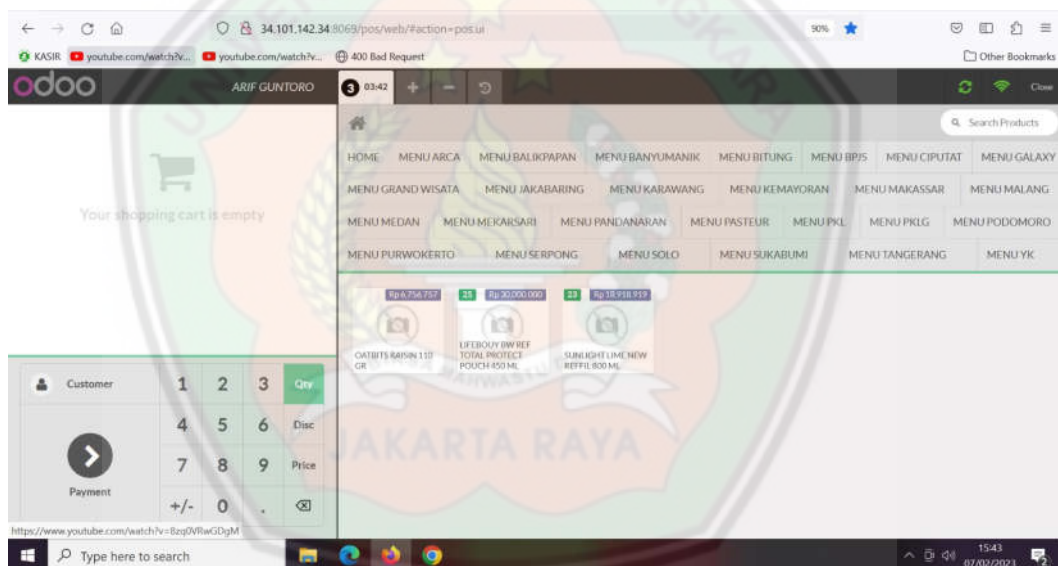 34.101.142.34:8069/pos/web/#action=pos.ui
90%
KASIR
youtube.com/watch?v...
youtube.com/watch?v...
400 Bad Request
Other Bookmarks
odoo
ARIF GUNTORO
3 03:42
+
-
Close
Search Products
HOME MENU ARCA MENU BALIKPAPAN MENU BANYUMANIK MENU BITUNG MENU BPJS MENU CIPUTAT MENU GALAXY
MENU GRAND WISATA MENU JAKABARING MENU KARAWANG MENU KEMAYORAN MENU MAKASSAR MENU MALANG
MENU MEDAN MENU MEKARSARI MENU PANDANARAN MENU PASTEUR MENU PKL MENU PKLG MENU PODOMORO
MENU PURWOKERTO MENU SERPONG MENU SOLO MENU SUKABUMI MENU TANGERANG MENU YK
Your shopping cart is empty
Rp 6.756.757
OATBITS RAISIN 110
GR
25 Rp 30.000.000
LIFEBOUY BW REF
TOTAL PROTECT
POUCH 450 ML
23 Rp 18.918.919
SUNLIGHT LIME NEW
REFFIL 800 ML
Customer
1 2 3 Qty
4 5 6 Disc
7 8 9 Price
+/- 0 .
Payment
JAKARTA RAYA
https://www.youtube.com/watch?v=8zq0VRwGDgM
Type here to search
15:43
07/02/2023
2